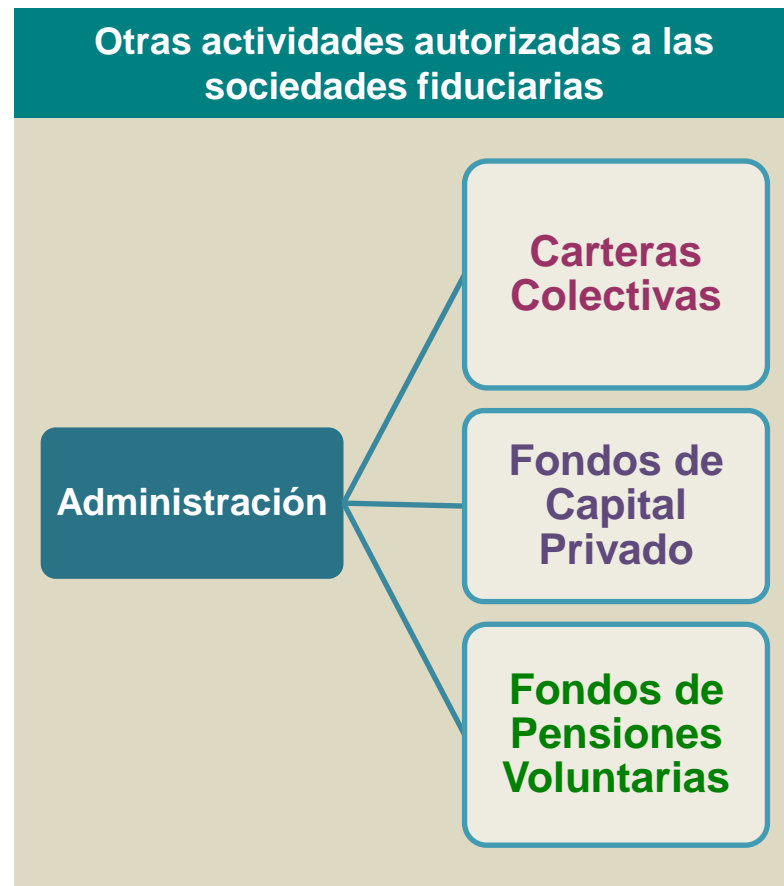 Otras actividades autorizadas a las
sociedades fiduciarias
Administración
Carteras
Colectivas
Fondos de
Capital
Privado
Fondos de
Pensiones
Voluntarias